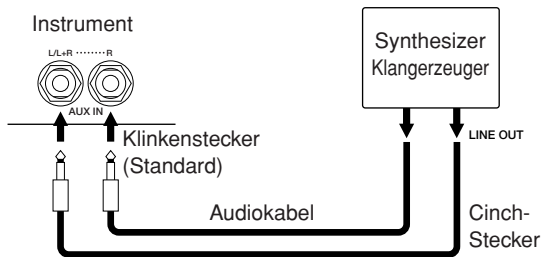 Instrument
L/L+R ········ R
AUX IN
Synthesizer
Klangerzeuger
LINE OUT
Klinkenstecker
(Standard)
Audiokabel
Cinch-
Stecker